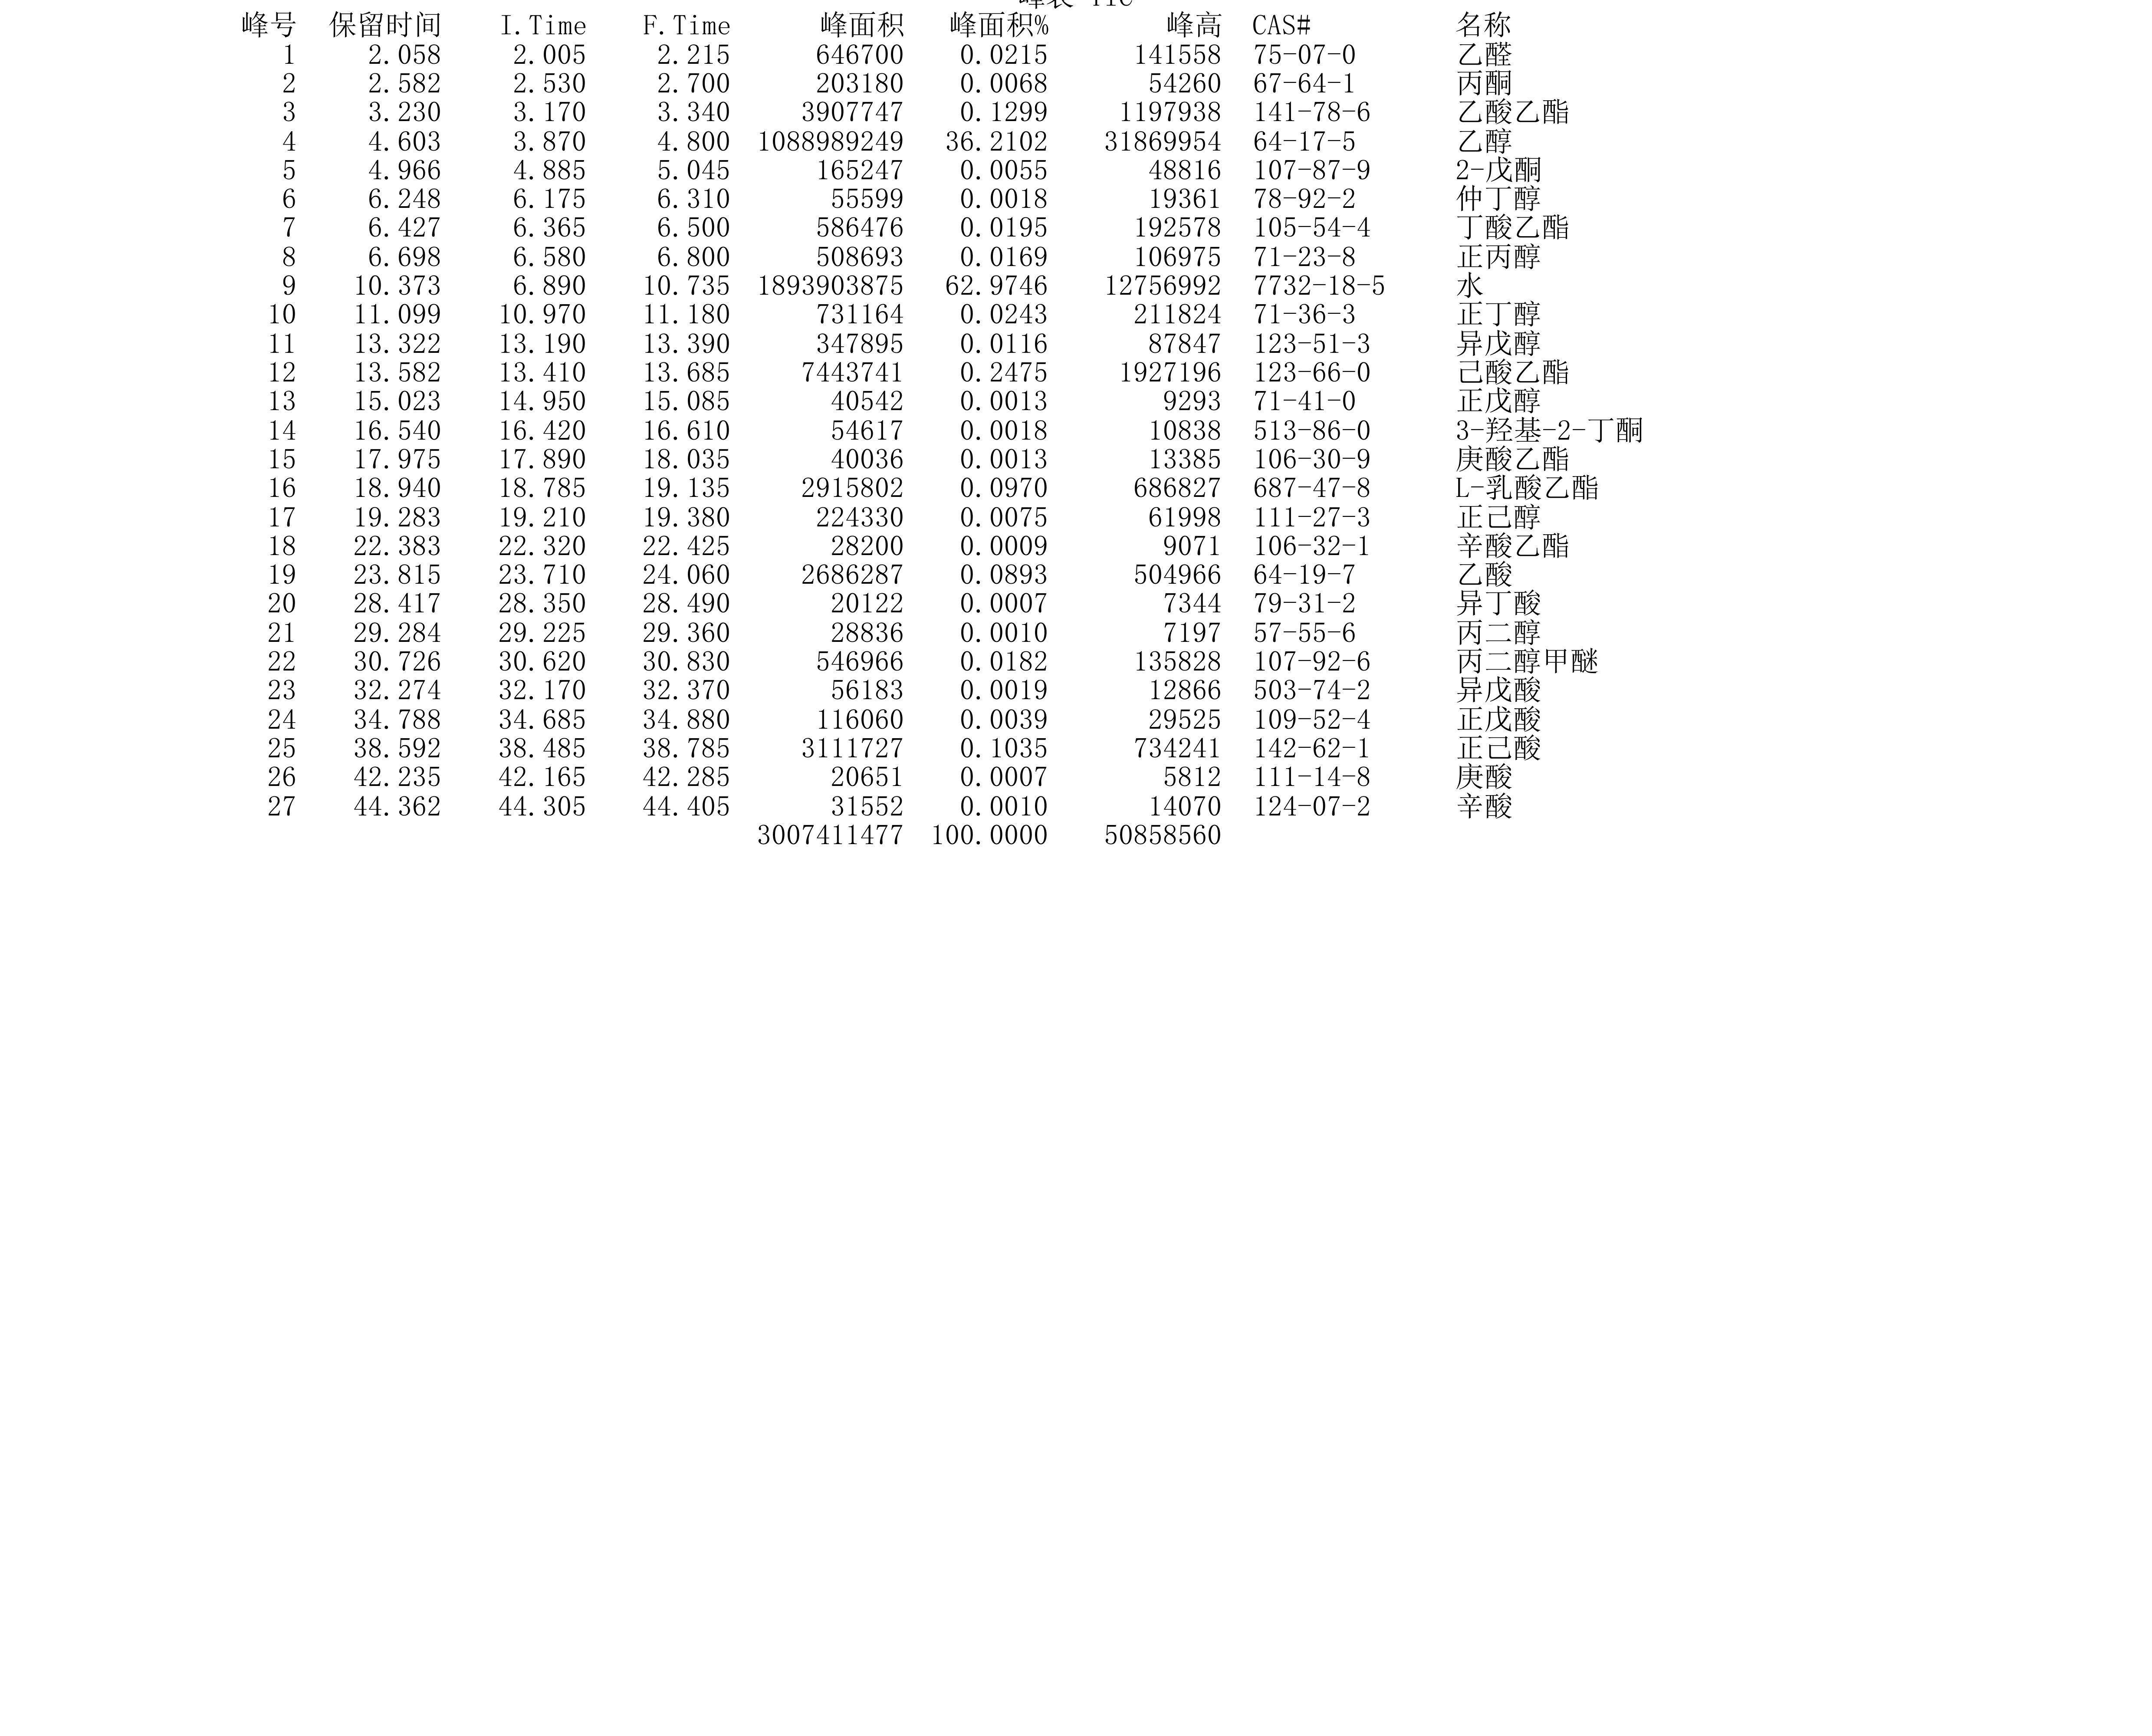 峰表 TIC
峰号 保留时间 I.Time F.Time 峰面积 峰面积% 峰高 CAS# 名称
1 2.058 2.005 2.215 646700 0.0215 141558 75-07-0 乙醛
2 2.582 2.530 2.700 203180 0.0068 54260 67-64-1 丙酮
3 3.230 3.170 3.340 3907747 0.1299 1197938 141-78-6 乙酸乙酯
4 4.603 3.870 4.800 1088989249 36.2102 31869954 64-17-5 乙醇
5 4.966 4.885 5.045 165247 0.0055 48816 107-87-9 2-戊酮
6 6.248 6.175 6.310 55599 0.0018 19361 78-92-2 仲丁醇
7 6.427 6.365 6.500 586476 0.0195 192578 105-54-4 丁酸乙酯
8 6.698 6.580 6.800 508693 0.0169 106975 71-23-8 正丙醇
9 10.373 6.890 10.735 1893903875 62.9746 12756992 7732-18-5 水
10 11.099 10.970 11.180 731164 0.0243 211824 71-36-3 正丁醇
11 13.322 13.190 13.390 347895 0.0116 87847 123-51-3 异戊醇
12 13.582 13.410 13.685 7443741 0.2475 1927196 123-66-0 己酸乙酯
13 15.023 14.950 15.085 40542 0.0013 9293 71-41-0 正戊醇
14 16.540 16.420 16.610 54617 0.0018 10838 513-86-0 3-羟基-2-丁酮
15 17.975 17.890 18.035 40036 0.0013 13385 106-30-9 庚酸乙酯
16 18.940 18.785 19.135 2915802 0.0970 686827 687-47-8 L-乳酸乙酯
17 19.283 19.210 19.380 224330 0.0075 61998 111-27-3 正己醇
18 22.383 22.320 22.425 28200 0.0009 9071 106-32-1 辛酸乙酯
19 23.815 23.710 24.060 2686287 0.0893 504966 64-19-7 乙酸
20 28.417 28.350 28.490 20122 0.0007 7344 79-31-2 异丁酸
21 29.284 29.225 29.360 28836 0.0010 7197 57-55-6 丙二醇
22 30.726 30.620 30.830 546966 0.0182 135828 107-92-6 丙二醇甲醚
23 32.274 32.170 32.370 56183 0.0019 12866 503-74-2 异戊酸
24 34.788 34.685 34.880 116060 0.0039 29525 109-52-4 正戊酸
25 38.592 38.485 38.785 3111727 0.1035 734241 142-62-1 正己酸
26 42.235 42.165 42.285 20651 0.0007 5812 111-14-8 庚酸
27 44.362 44.305 44.405 31552 0.0010 14070 124-07-2 辛酸
3007411477 100.0000 50858560